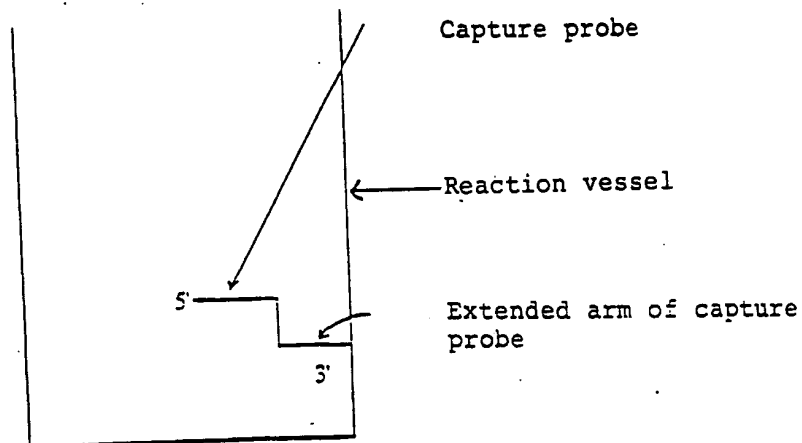 Capture probe
Reaction vessel
5'
Extended arm of capture
probe
3'